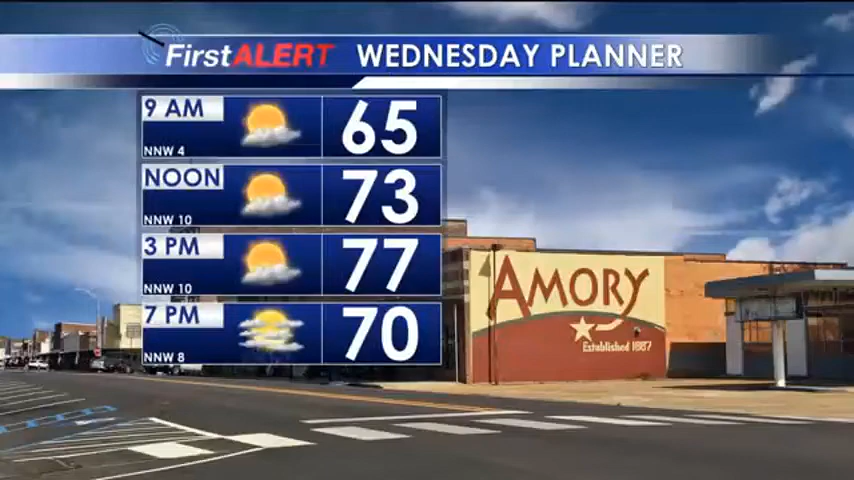 FirstALERT WEDNESDAY PLANNER
9 AM
NNW 4
65
NOON
NNW 10
73
3 PM
NNW 10
77
7 PM
NNW 8
70
AMORY
Established 1887